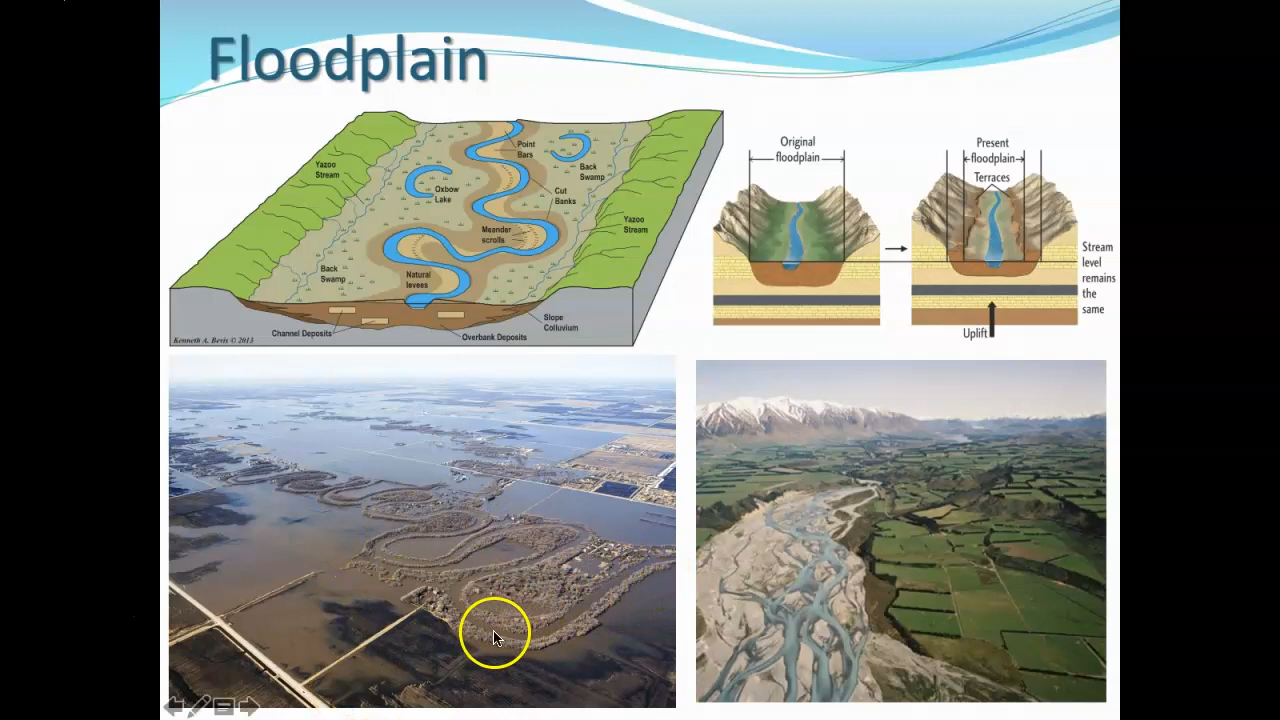 Floodplain
Yazoo
Stream
Oxbow
Lake
Point
Bars
Back
Swamp
Cut
Banks
Meander
scrolls
Yazoo
Stream
Back
Swamp
Natural
levees
Channel Deposits
Overbank Deposits
Slope
Colluvium
Kenneth A. Bevis © 2013
Original
floodplain
Present
floodplain
Terraces
Stream
level
remains
the
same
Uplift